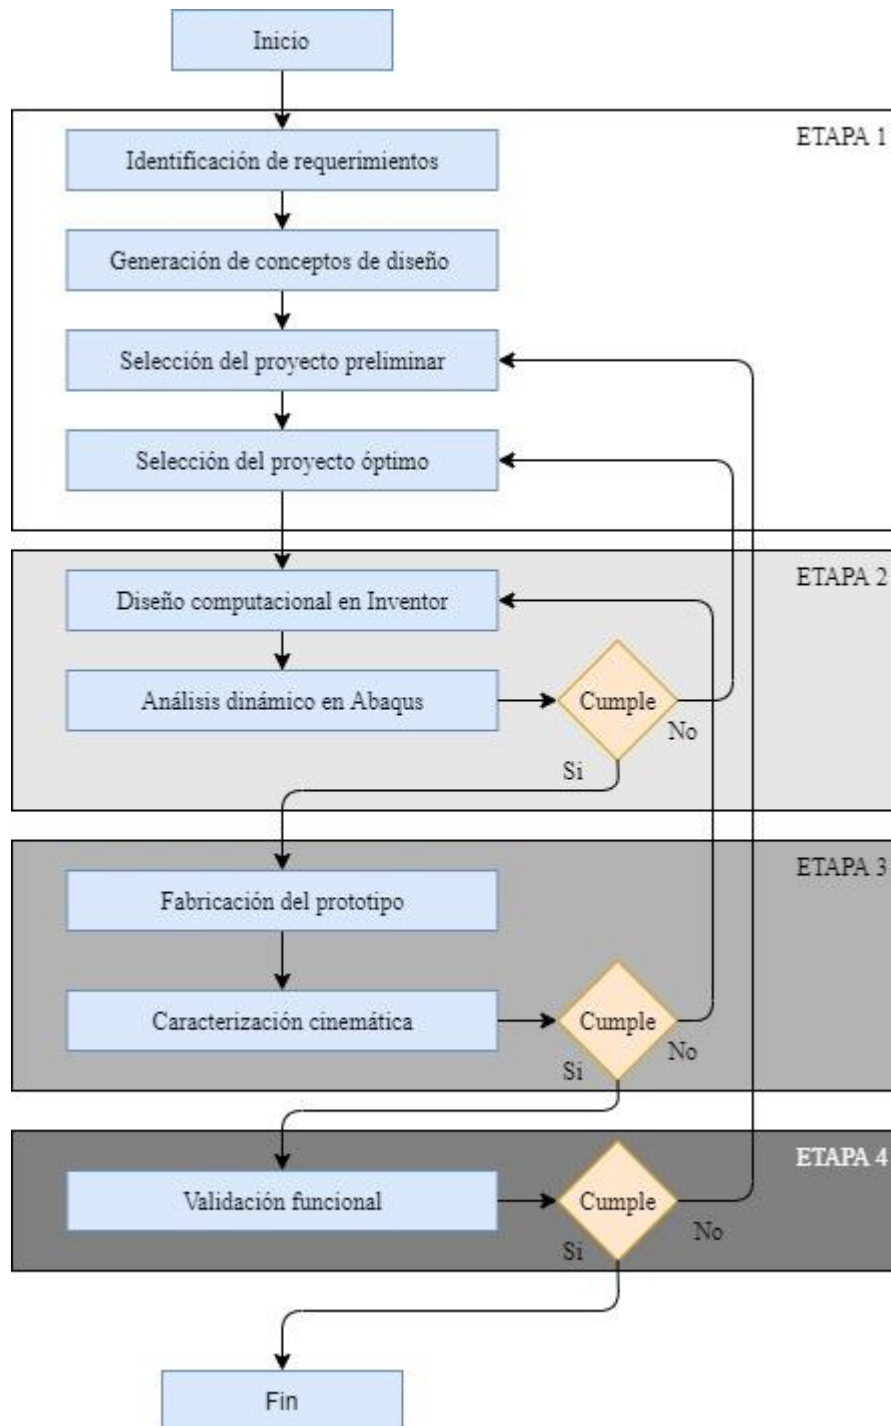 Inicio
ETAPA 1
Identificación de requerimientos
Generación de conceptos de diseño
Selección del proyecto preliminar
Selección del proyecto óptimo
ETAPA 2
Diseño computacional en Inventor
Análisis dinámico en Abaqus
Cumple
No
Si
ETAPA 3
Fabricación del prototipo
Caracterización cinemática
Cumple
No
Si
ETAPA 4
Validación funcional
Cumple
No
Si
Fin